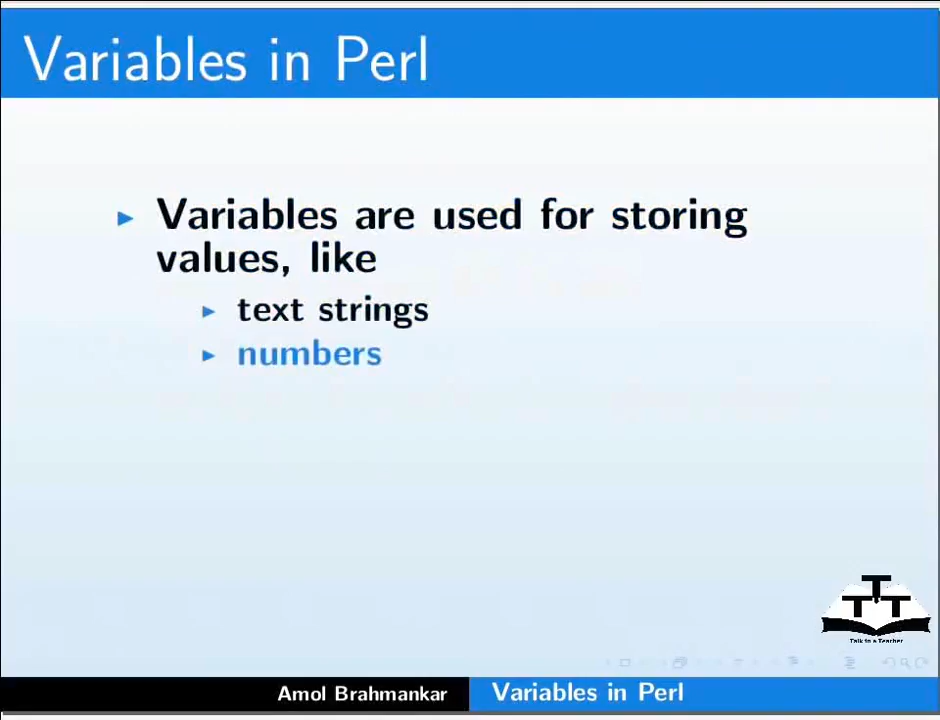 Variables in Perl
Variables are used for storing
values, like
text strings
numbers
T T T
Talk to a Teacher
Amol Brahmankar
Variables in Perl